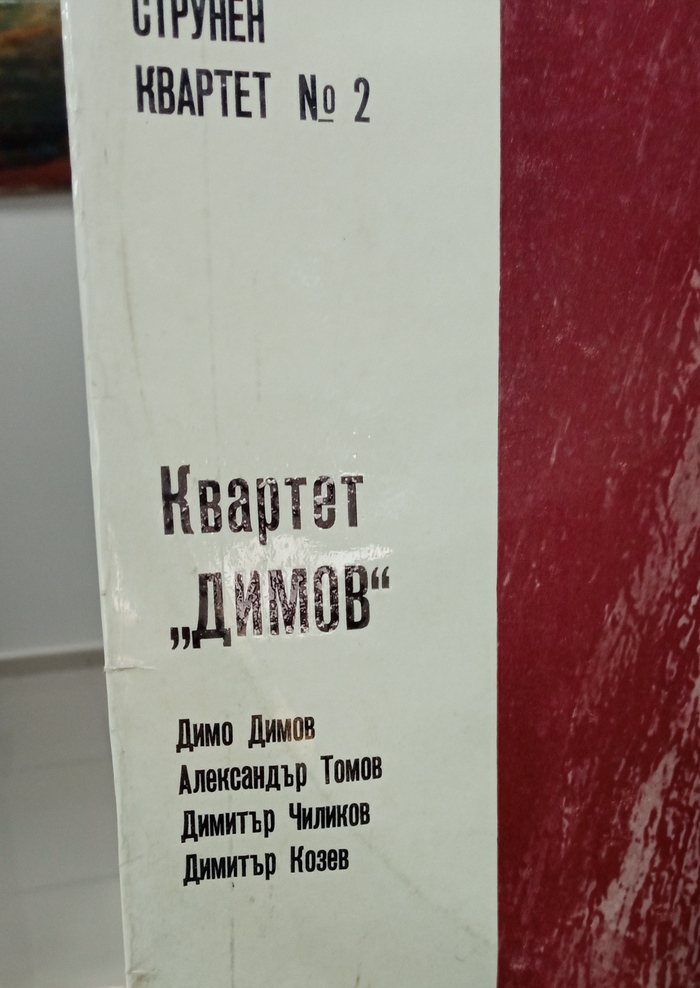 СТРУНЕН
КВАРТЕТ № 2
Квартет
„ДИМОВ“
Димо Димов
Александър Томов
Димитър Чиликов
Димитър Козев